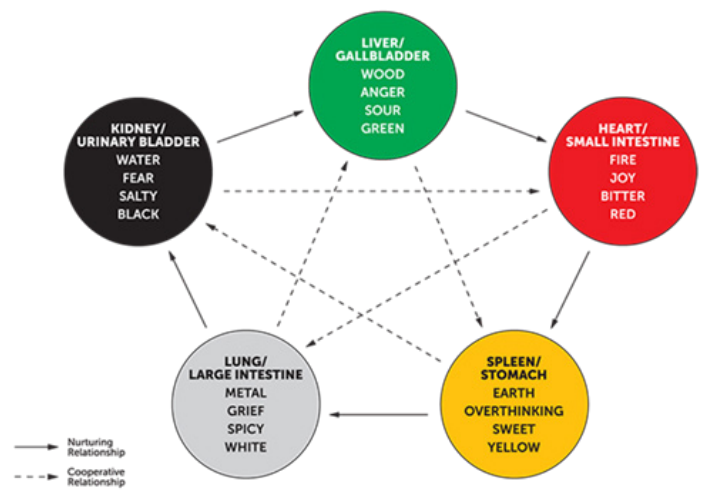 LIVER/
GALLBLADDER
WOOD
ANGER
SOUR
GREEN
KIDNEY/
URINARY BLADDER
WATER
FEAR
SALTY
BLACK
HEART/
SMALL INTESTINE
FIRE
JOY
BITTER
RED
LUNG/
LARGE INTESTINE
METAL
GRIEF
SPICY
WHITE
SPLEEN/
STOMACH
EARTH
OVERTHINKING
SWEET
YELLOW
Nurturing
Relationship
Cooperative
Relationship